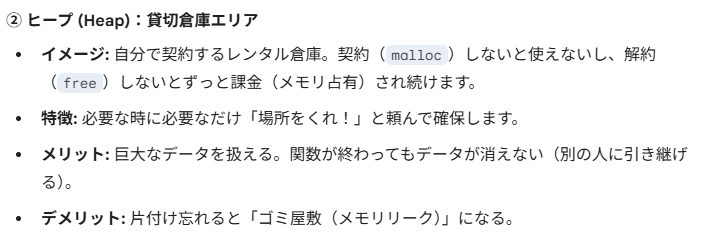 ② ヒープ (Heap)：貸切倉庫エリア
• イメージ: 自分で契約するレンタル倉庫。契約（ malloc ）しないと使えないし、解約
（ free ）しないとずっと課金（メモリ占有）され続けます。
• 特徴: 必要な時に必要なだけ「場所をくれ！」と頼んで確保します。
• メリット: 巨大なデータを扱える。関数が終わってもデータが消えない（別の人に引き継げ
る）。
• デメリット: 片付け忘れると「ゴミ屋敷（メモリリーク）」になる。